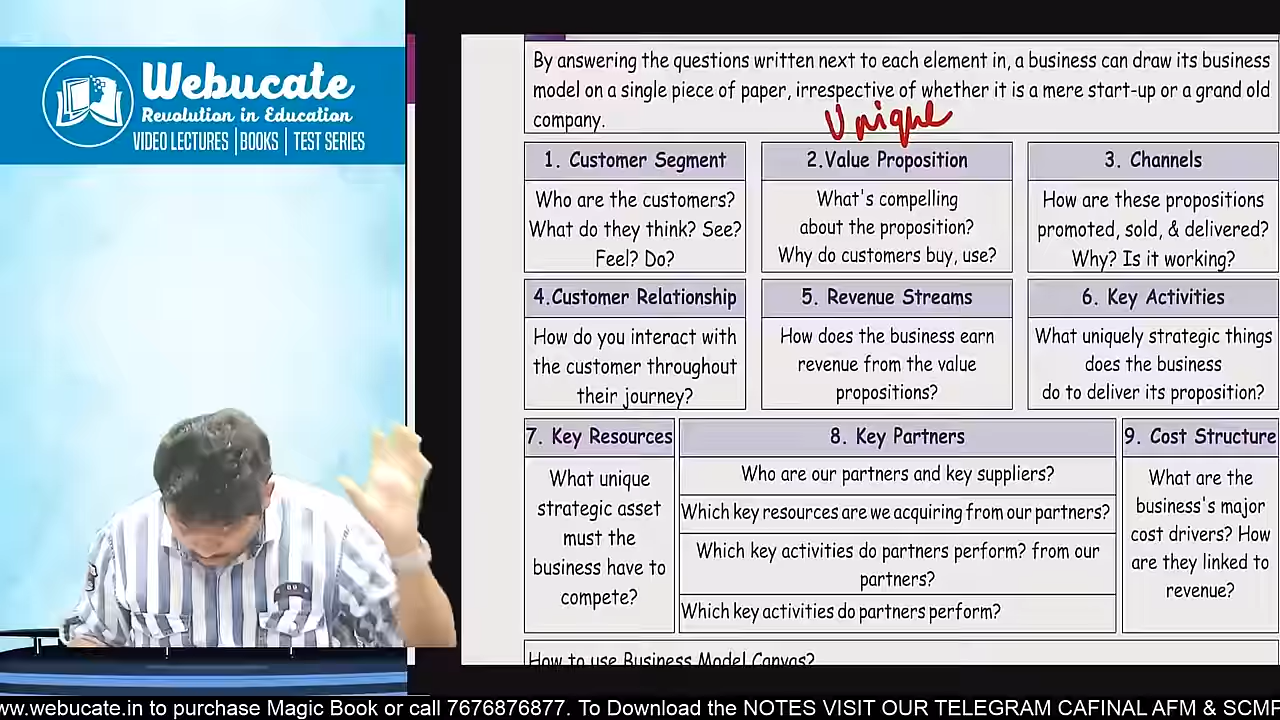 Webucate
Revolution in Education
VIDEO LECTURES | BOOKS | TEST SERIES
By answering the questions written next to each element in, a business can draw its business
model on a single piece of paper, irrespective of whether it is a mere start-up or a grand old
company.
Unique
1. Customer Segment
Who are the customers?
What do they think? See?
Feel? Do?
2.Value Proposition
What's compelling
about the proposition?
Why do customers buy, use?
3. Channels
How are these propositions
promoted, sold, & delivered?
Why? Is it working?
4.Customer Relationship
How do you interact with
the customer throughout
their journey?
5. Revenue Streams
How does the business earn
revenue from the value
propositions?
6. Key Activities
What uniquely strategic things
does the business
do to deliver its proposition?
7. Key Resources
What unique
strategic asset
must the
business have to
compete?
8. Key Partners
Who are our partners and key suppliers?
Which key resources are we acquiring from our partners?
Which key activities do partners perform? from our
partners?
Which key activities do partners perform?
9. Cost Structure
What are the
business's major
cost drivers? How
are they linked to
revenue?
How to use Business Model Canvas?
ww.webucate.in to purchase Magic Book or call 7676876877. To Download the NOTES VISIT OUR TELEGRAM CAFINAL AFM & SCMP